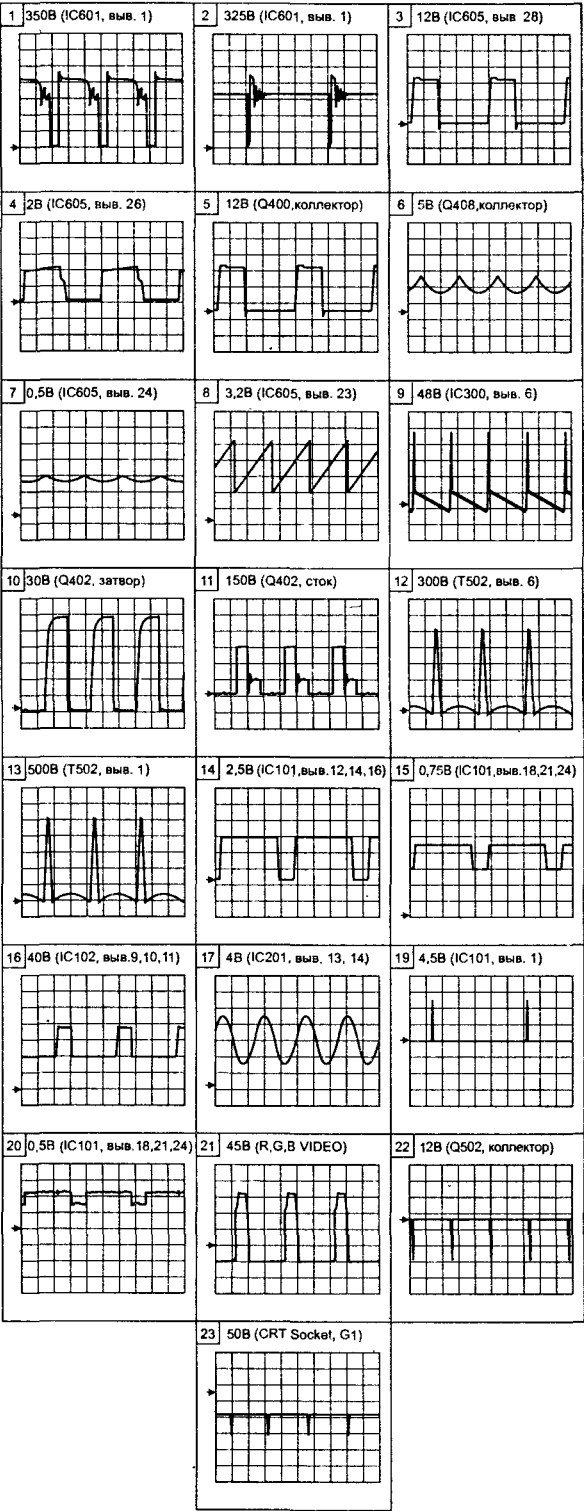 1 350В (IC601, выв. 1)
2 325В (IC601, выв. 1)
3 12В (IC605, выв 28)
4 2В (IC605, выв. 26)
5 12В (Q400,коллектор)
6 5В (Q408,коллектор)
7 0,5В (IC605, выв. 24)
8 3,2В (IC605, выв. 23)
9 48В (IC300, выв. 6)
10 30В (Q402, затвор)
11 150В (Q402, сток)
12 300В (T502, выв. 6)
13 500В (T502, выв. 1)
14 2,5В (IC101,выв.12,14,16)
15 0,75В (IC101,выв.18,21,24)
16 40В (IC102, выв.9,10,11)
17 4В (IC201, выв. 13, 14)
19 4,5В (IC101, выв. 1)
20 0,5В (IC101, выв.18,21,24)
21 45В (R,G,B VIDEO)
22 12В (Q502, коллектор)
23 50В (CRT Socket, G1)